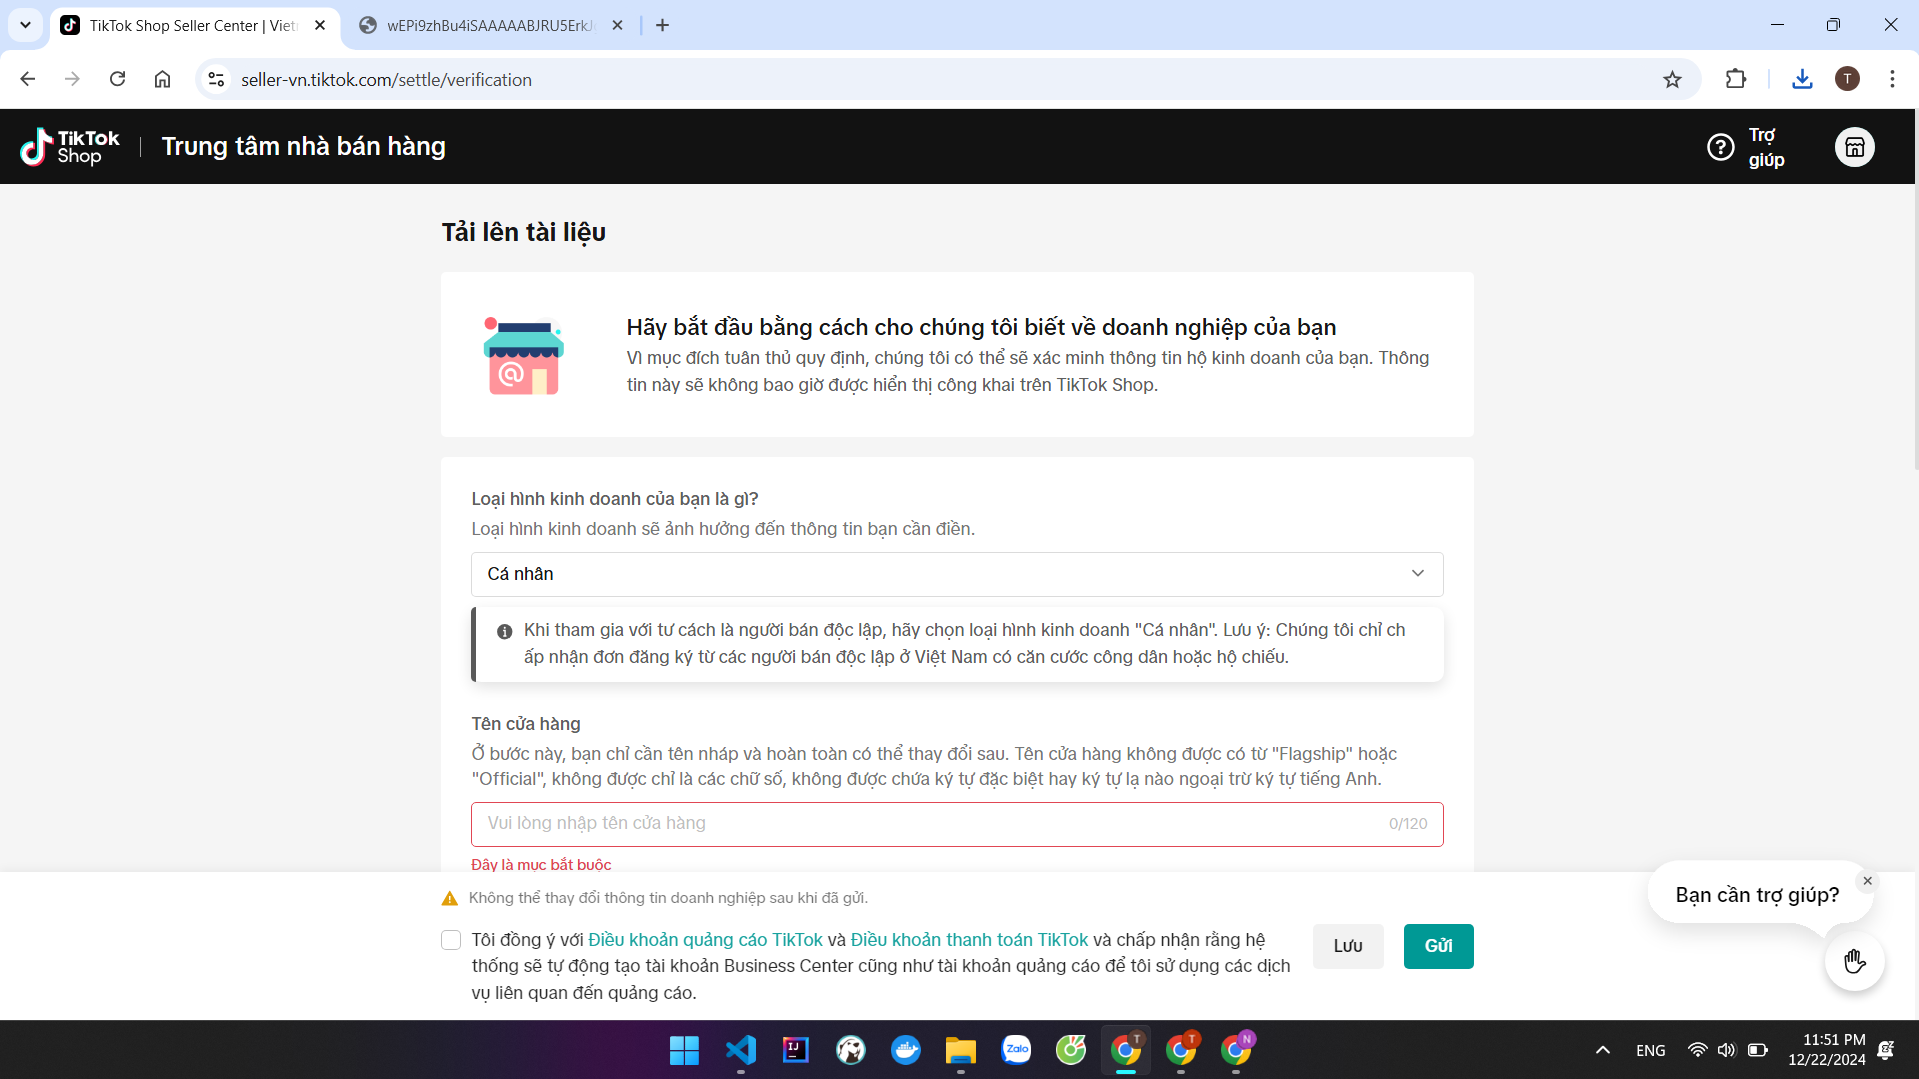 TikTok Shop Seller Center | Viet
wEPi9zhBu4iSAAAAABJRU5ErkJ
seller-vn.tiktok.com/settle/verification
T
TikTok
Shop
Trung tâm nhà bán hàng
Trợ
giúp
Tải lên tài liệu
Hãy bắt đầu bằng cách cho chúng tôi biết về doanh nghiệp của bạn
Vì mục đích tuân thủ quy định, chúng tôi có thể sẽ xác minh thông tin hộ kinh doanh của bạn. Thông
tin này sẽ không bao giờ được hiển thị công khai trên TikTok Shop.
Loại hình kinh doanh của bạn là gì?
Loại hình kinh doanh sẽ ảnh hưởng đến thông tin bạn cần điền.
Cá nhân
Khi tham gia với tư cách là người bán độc lập, hãy chọn loại hình kinh doanh "Cá nhân". Lưu ý: Chúng tôi chỉ ch
ấp nhận đơn đăng ký từ các người bán độc lập ở Việt Nam có căn cước công dân hoặc hộ chiếu.
Tên cửa hàng
Ở bước này, bạn chỉ cần tên nháp và hoàn toàn có thể thay đổi sau. Tên cửa hàng không được có từ "Flagship" hoặc
"Official", không được chỉ là các chữ số, không được chứa ký tự đặc biệt hay ký tự lạ nào ngoại trừ ký tự tiếng Anh.
Vui lòng nhập tên cửa hàng
0/120
Đây là mục bắt buộc
Không thể thay đổi thông tin doanh nghiệp sau khi đã gửi.
Tôi đồng ý với Điều khoản quảng cáo TikTok và Điều khoản thanh toán TikTok và chấp nhận rằng hệ
thống sẽ tự động tạo tài khoản Business Center cũng như tài khoản quảng cáo để tôi sử dụng các dịch
vụ liên quan đến quảng cáo.
Lưu
Gửi
Bạn cần trợ giúp?
IJ
Zalo
T
T
N
ENG
11:51 PM
12/22/2024